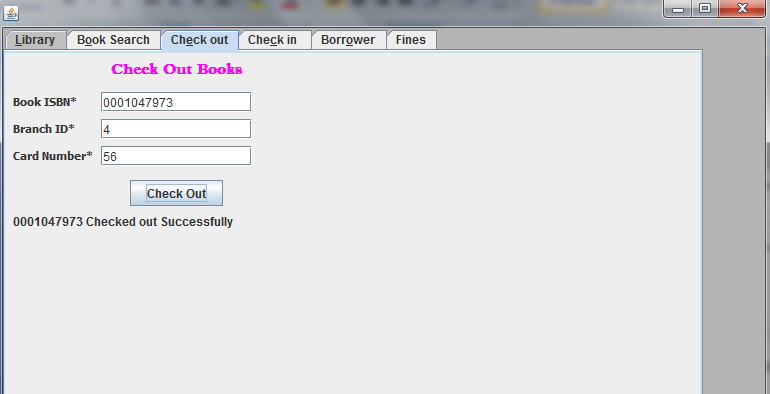 Library Book Search Check out Check in Borrower Fines
Check Out Books
Book ISBN* 0001047973
Branch ID* 4
Card Number* 56
Check Out
0001047973 Checked out Successfully